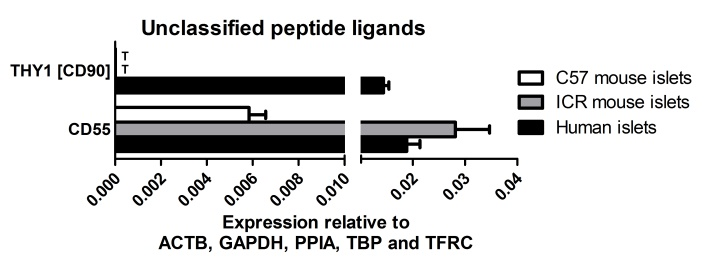 Unclassified peptide ligands
THY1 [CD90]
T
T
CD55
C57 mouse islets
ICR mouse islets
Human islets
0.000 0.002 0.004 0.006 0.008 0.010 0.02 0.03 0.04
Expression relative to
ACTB, GAPDH, PPIA, TBP and TFRC